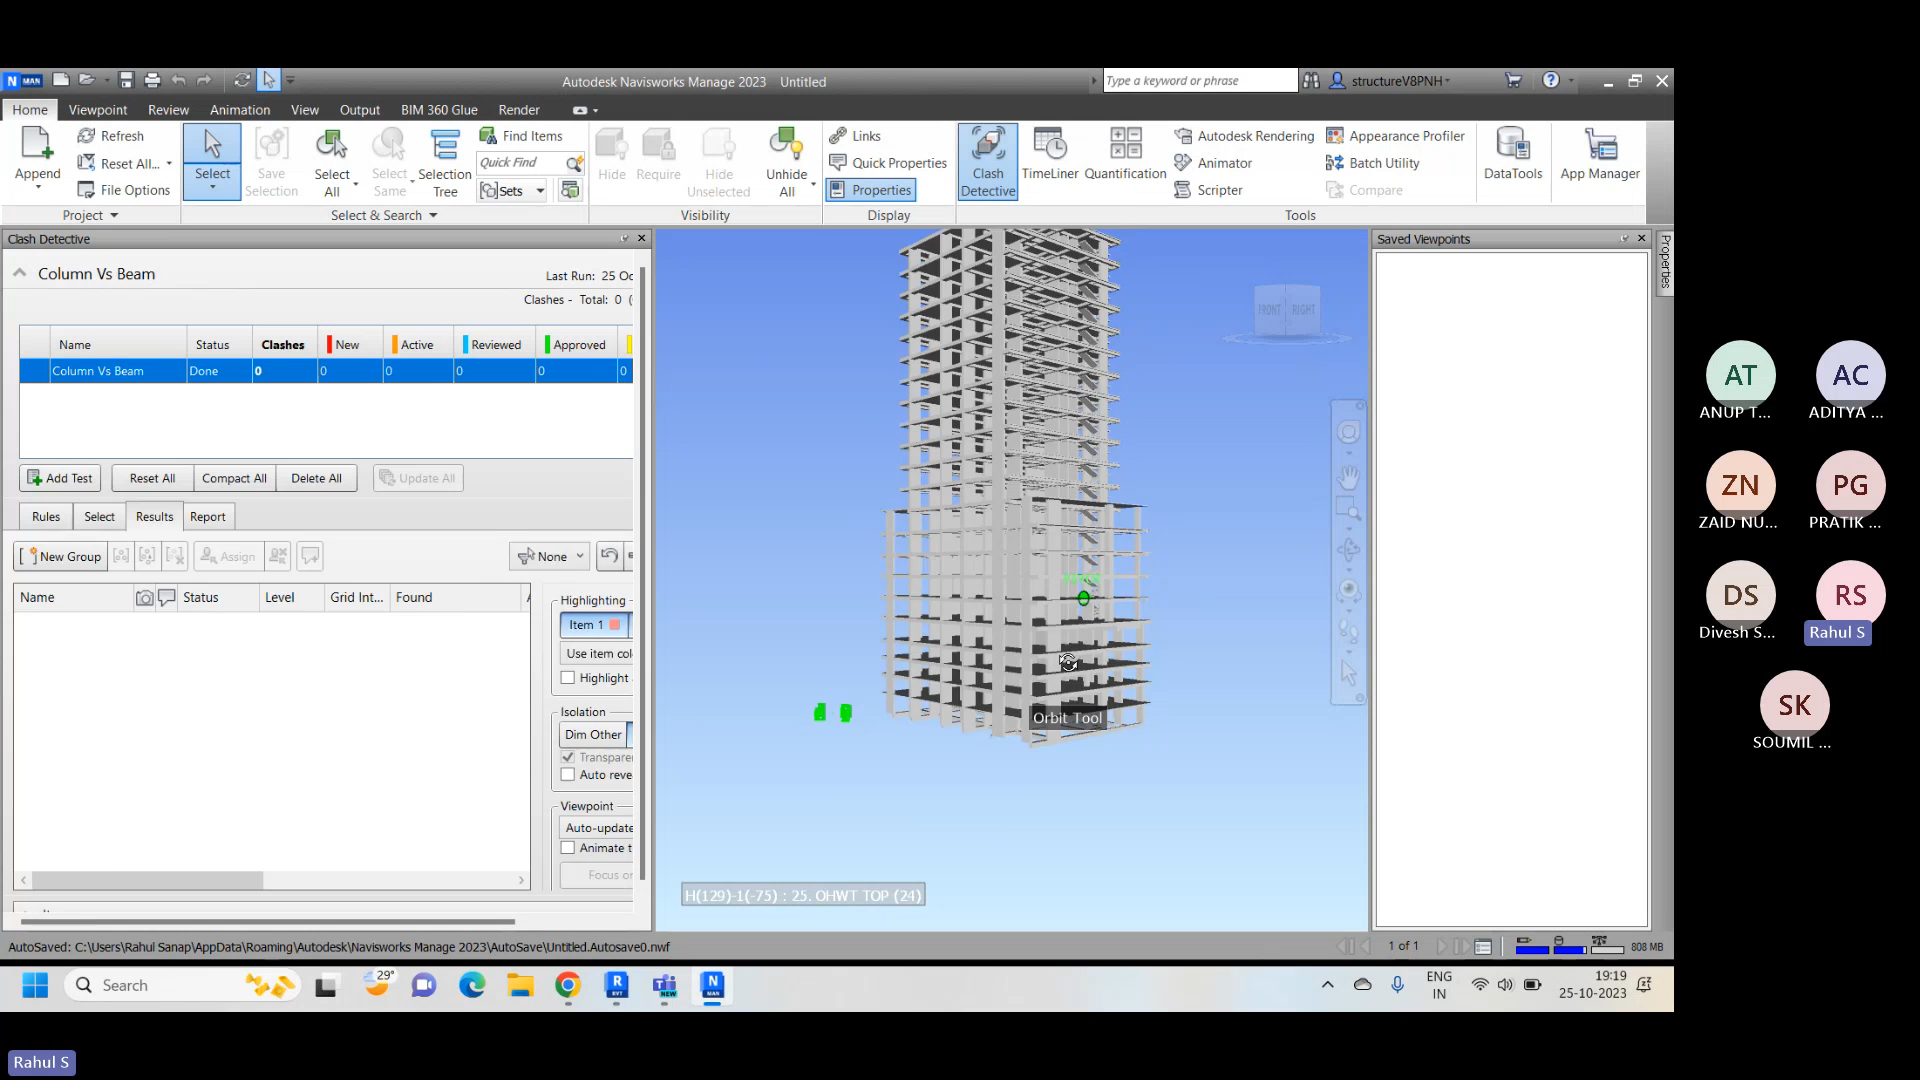 N MAN
Autodesk Navisworks Manage 2023 Untitled
Type a keyword or phrase
structureV8PNH
Home Viewpoint Review Animation View Output BIM 360 Glue Render
Append
Refresh
Reset All...
File Options
Project
Select
Save Selection
Select All
Select Same
Selection Tree
Find Items
Quick Find
Sets
Select & Search
Hide
Require
Hide Unselected
Unhide All
Visibility
Links
Quick Properties
Properties
Display
Clash Detective
TimeLiner
Quantification
Autodesk Rendering
Animator
Scripter
Appearance Profiler
Batch Utility
Compare
Tools
DataTools
App Manager
Clash Detective
Column Vs Beam
Last Run: 25 Oc
Clashes - Total: 0 (
Name Status Clashes New Active Reviewed Approved
Column Vs Beam Done 0 0 0 0 0 0
Add Test Reset All Compact All Delete All Update All
Rules Select Results Report
New Group Assign None
Name Status Level Grid Int... Found
Highlighting
Item 1
Use item col
Highlight
Isolation
Dim Other
Transpare
Auto reve
Viewpoint
Auto-update
Animate t
Focus or
FRONT RIGHT
Orbit Tool
H(129)-1(-75) : 25. OHWT TOP (24)
Saved Viewpoints
Properties
AutoSaved: C:\Users\Rahul Sanap\AppData\Roaming\Autodesk\Navisworks Manage 2023\AutoSave\Untitled.Autosave0.nwf
1 of 1
808 MB
Search
29°
ENG
IN
19:19
25-10-2023
AT
ANUP T...
AC
ADITYA ...
ZN
ZAID NU...
PG
PRATIK ...
DS
Divesh S...
RS
Rahul S
SK
SOUMIL ...
Rahul S